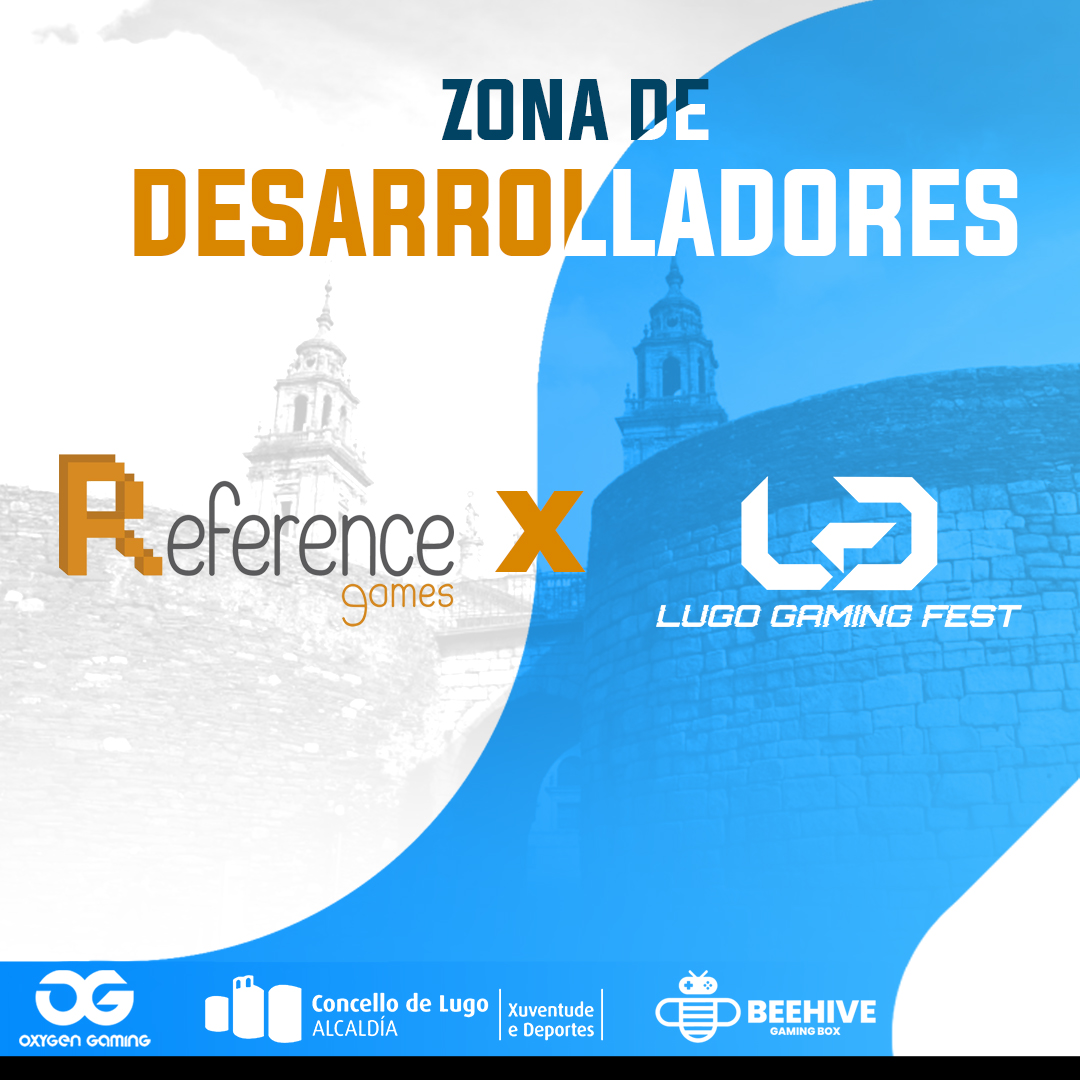 ZONA DE
DESARROLLADORES
Reference
games
X
LUGO GAMING FEST
OXYGEN GAMING
Concello de Lugo
ALCALDÍA
Xuventude
e Deportes
BEEHIVE
GAMING BOX